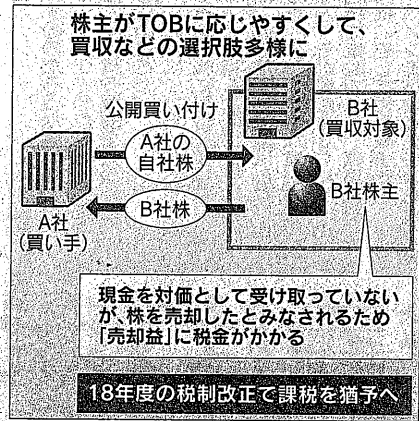 株主がTOBに応じやすくして、
買収などの選択肢多様に
公開買い付け
A社の
自社株
B社株
A社
(買い手)
B社
(買収対象)
B社株主
現金を対価として受け取っていない
が、株を売却したとみなされるため
「売却益」に税金がかかる
18年度の税制改正で課税を猶予へ